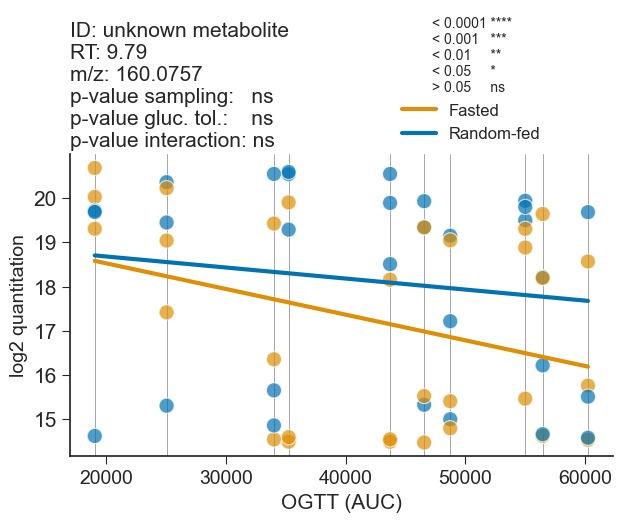 ID: unknown metabolite
RT: 9.79
m/z: 160.0757
p-value sampling: ns
p-value gluc. tol.: ns
p-value interaction: ns
< 0.0001 ****
< 0.001 ***
< 0.01 **
< 0.05 *
> 0.05 ns
Fasted
Random-fed
log2 quantitation
20
19
18
17
16
15
20000 30000 40000 50000 60000
OGTT (AUC)